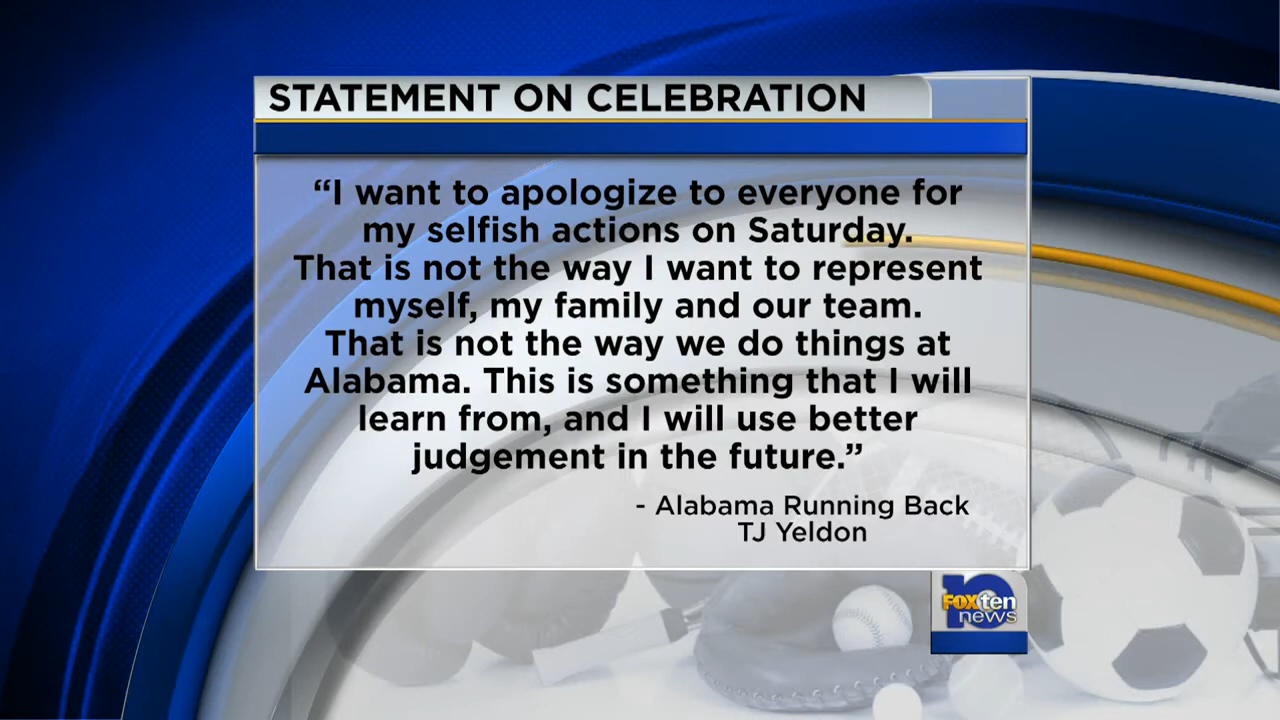 STATEMENT ON CELEBRATION
“I want to apologize to everyone for
my selfish actions on Saturday.
That is not the way I want to represent
myself, my family and our team.
That is not the way we do things at
Alabama. This is something that I will
learn from, and I will use better
judgement in the future.”
- Alabama Running Back
TJ Yeldon
10
FOX ten
news